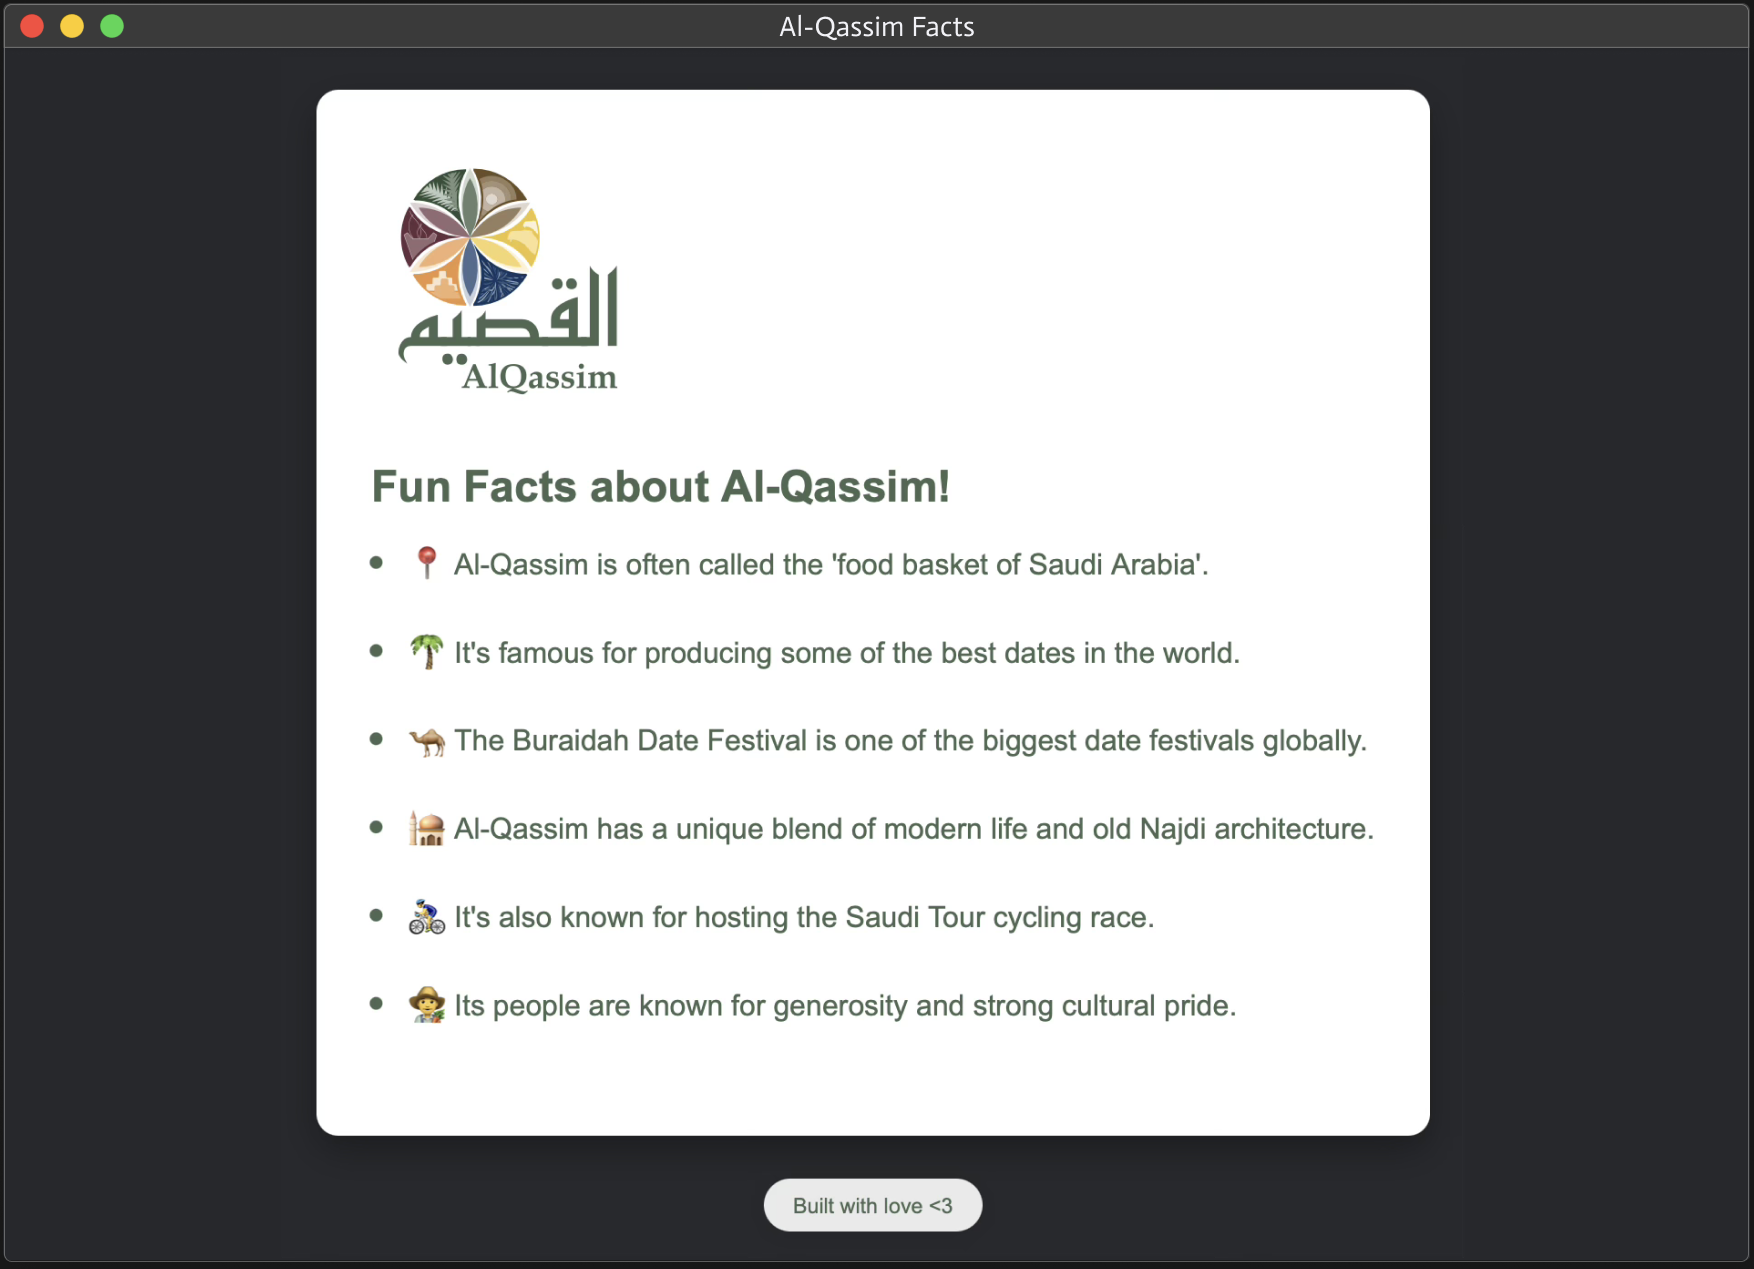 Al-Qassim Facts
القصيم
AlQassim
Fun Facts about Al-Qassim!
• 📍 Al-Qassim is often called the 'food basket of Saudi Arabia'.
• 🌴 It's famous for producing some of the best dates in the world.
• 🐪 The Buraidah Date Festival is one of the biggest date festivals globally.
• 🕌 Al-Qassim has a unique blend of modern life and old Najdi architecture.
• 🚴 It's also known for hosting the Saudi Tour cycling race.
• 🧑‍🌾 Its people are known for generosity and strong cultural pride.
Built with love <3